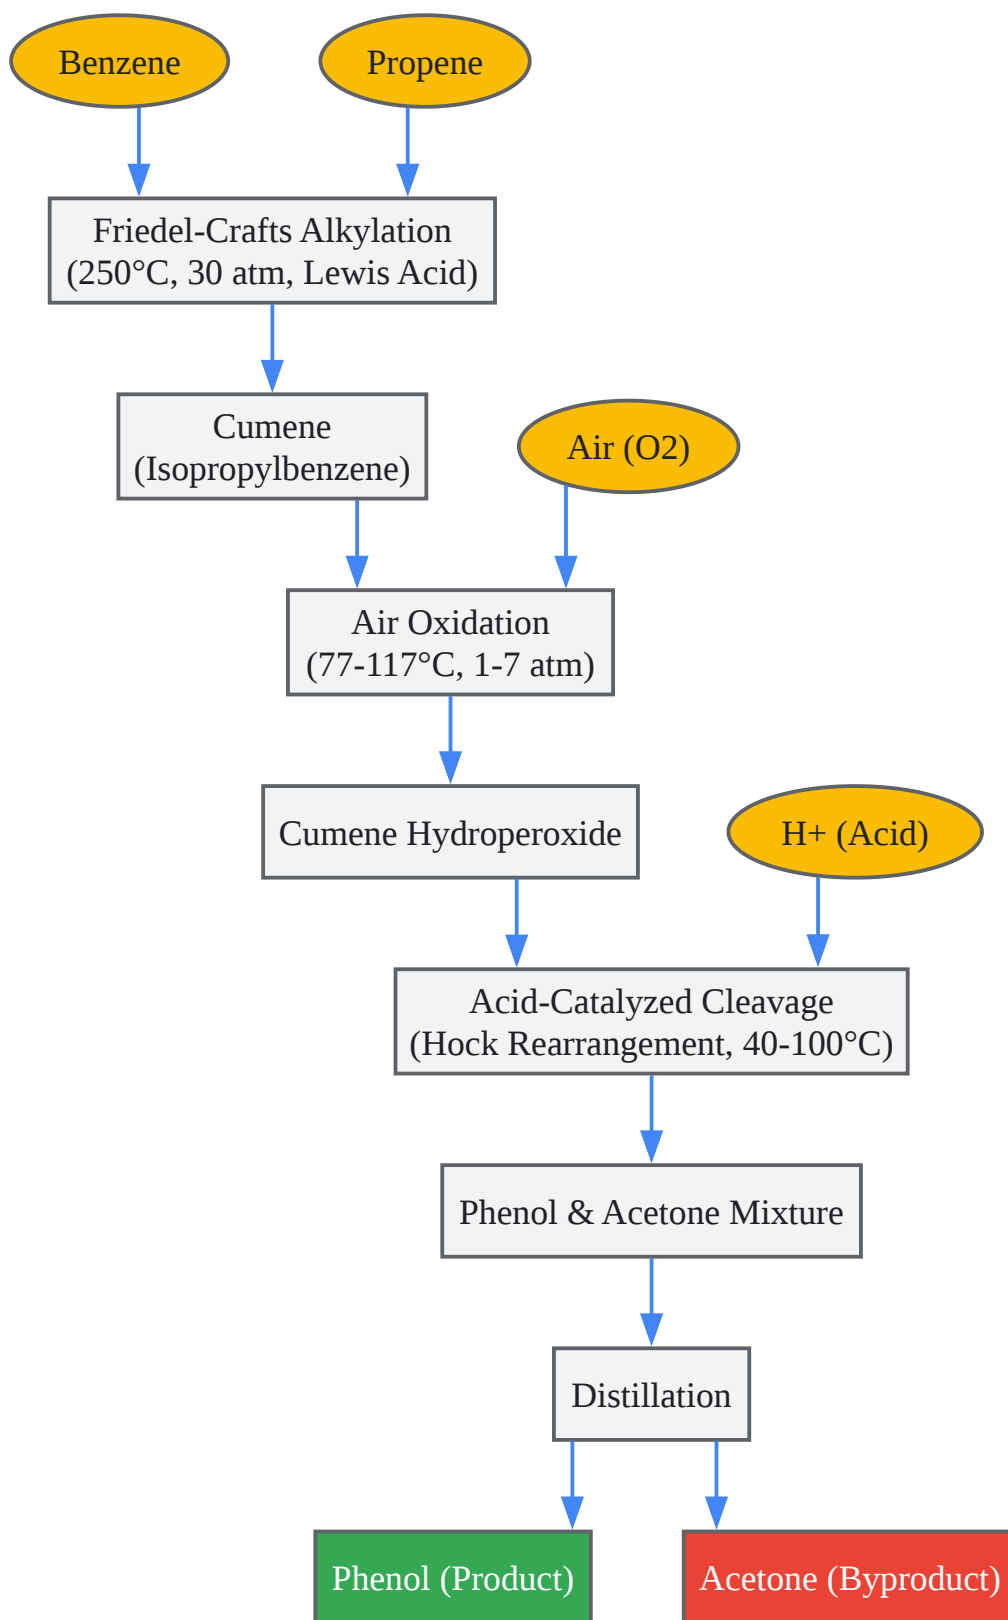 Benzene
Propene
Friedel-Crafts Alkylation
(250°C, 30 atm, Lewis Acid)
Cumene
(Isopropylbenzene)
Air (O2)
Air Oxidation
(77-117°C, 1-7 atm)
Cumene Hydroperoxide
H+ (Acid)
Acid-Catalyzed Cleavage
(Hock Rearrangement, 40-100°C)
Phenol & Acetone Mixture
Distillation
Phenol (Product)
Acetone (Byproduct)